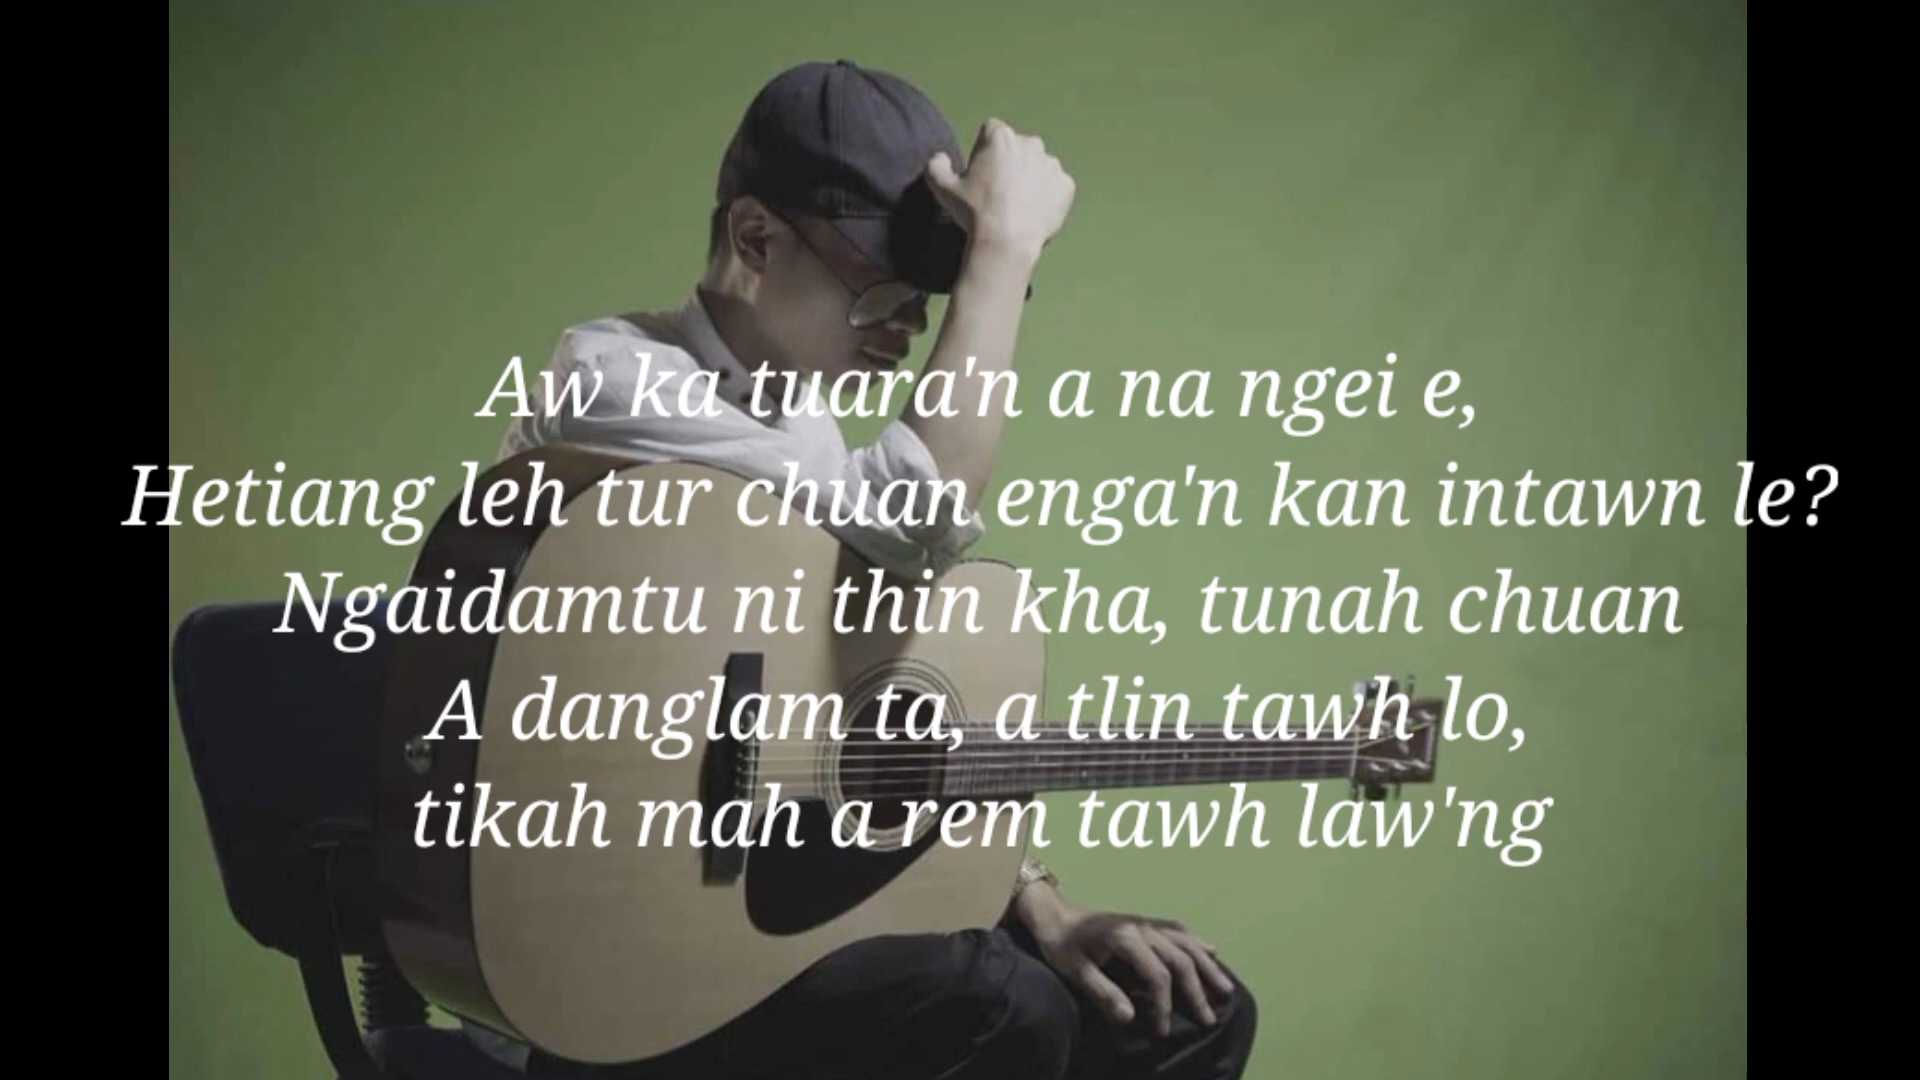 Aw ka tuara'n a na ngei e,
Hetiang leh tur chuan enga'n kan intawn le?
Ngaidamtu ni thin kha, tunah chuan
A danglam ta, a tlin tawh lo,
tikah mah a rem tawh law'ng